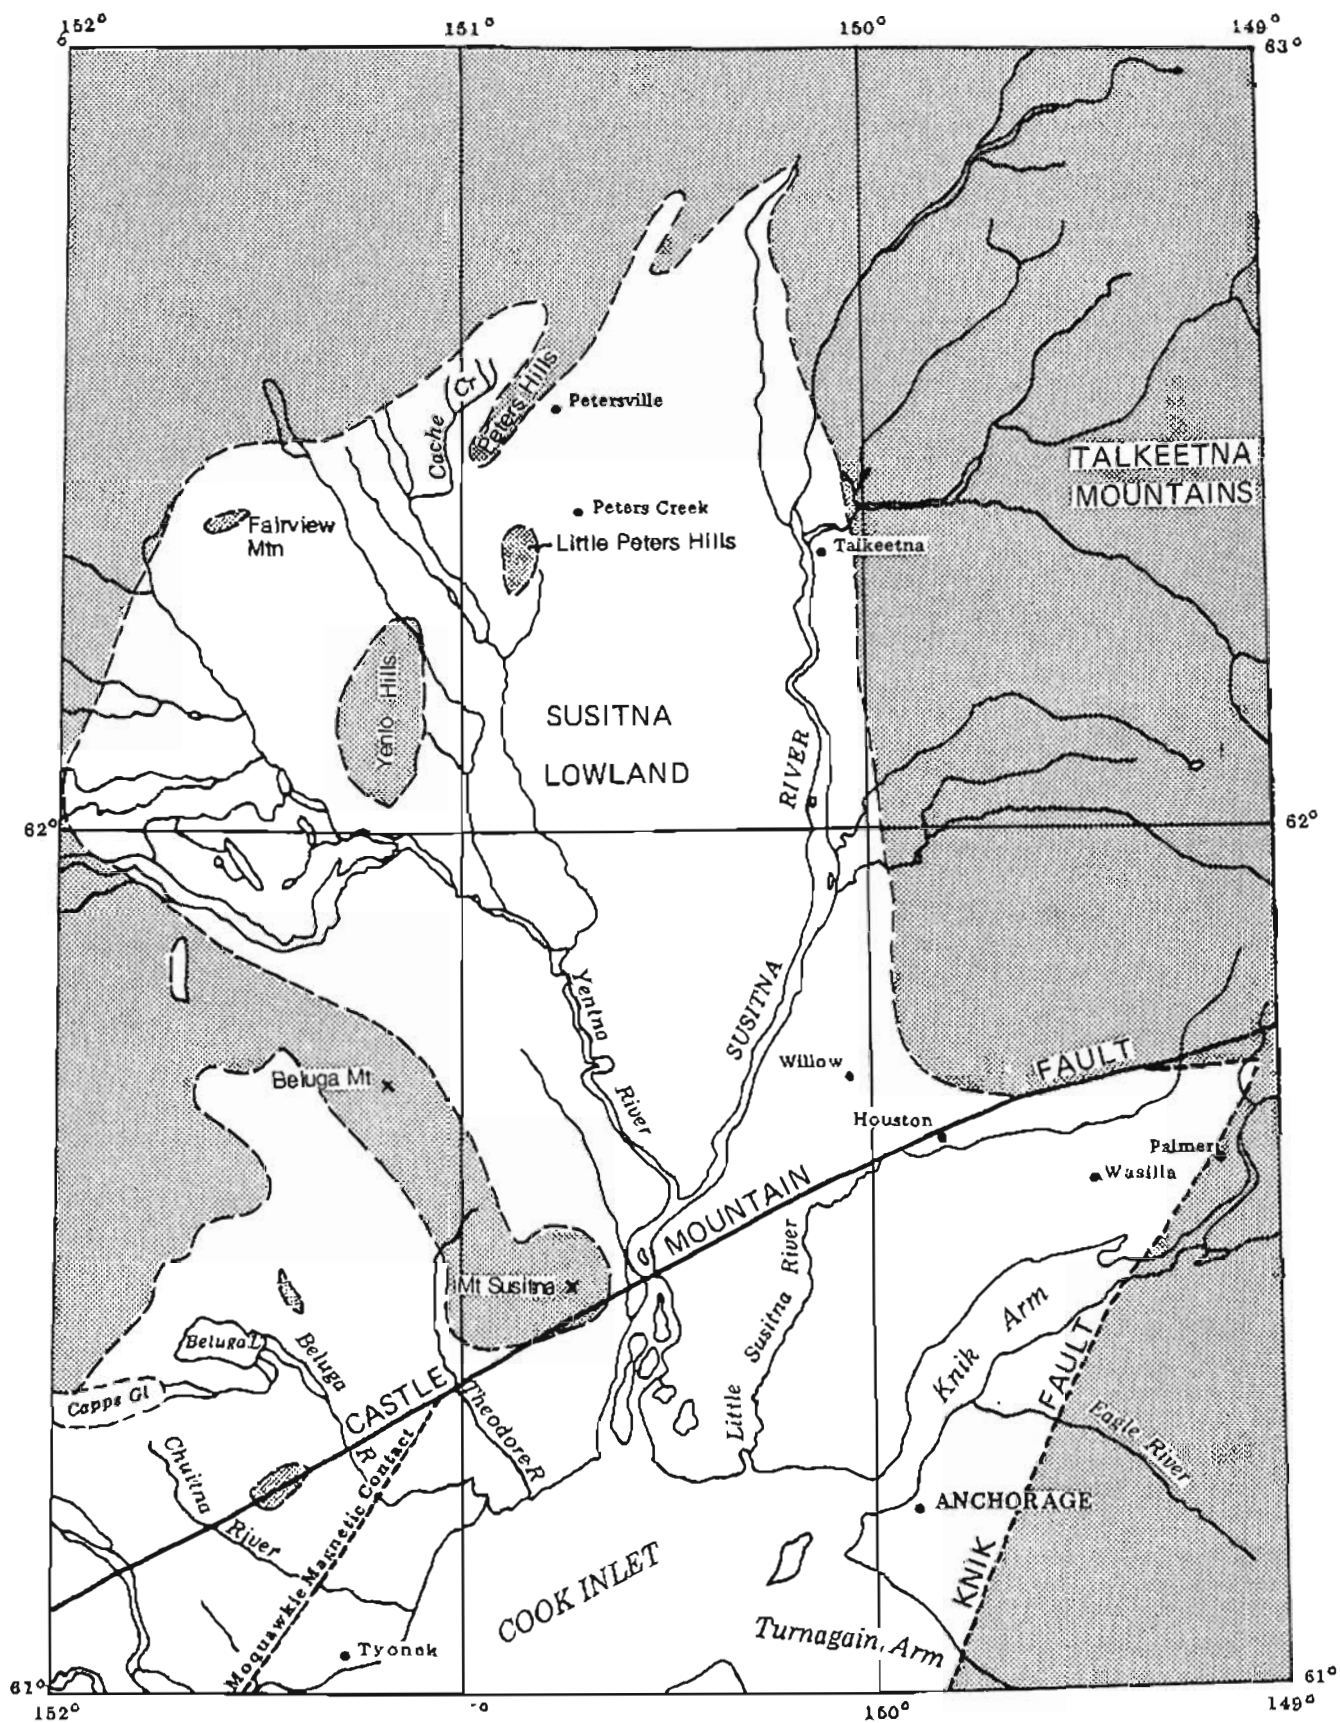 152°
151°
150°
149°
63°
Cr
Cache
Peters Hills
Petersville
TALKEETNA
MOUNTAINS
Peters Creek
Fairview
Mtn
Little Peters Hills
Talkeetna
Yenlo Hills
SUSITNA
LOWLAND
RIVER
62°
62°
SUSITNA
Yentna
River
Willow
FAULT
Beluga Mt
Houston
Palmer
Wasilla
MOUNTAIN
Mt Susitna
Susitna River
Little
Knik Arm
Beluga L
Beluga
R
Capps Gl
CASTLE
Theodore R
FAULT
Eagle River
Chuitna
River
Moquawkie Magnetic Contact
ANCHORAGE
KNIK
COOK INLET
Turnagain Arm
Tyonek
61°
61°
152°
-0
150°
149°